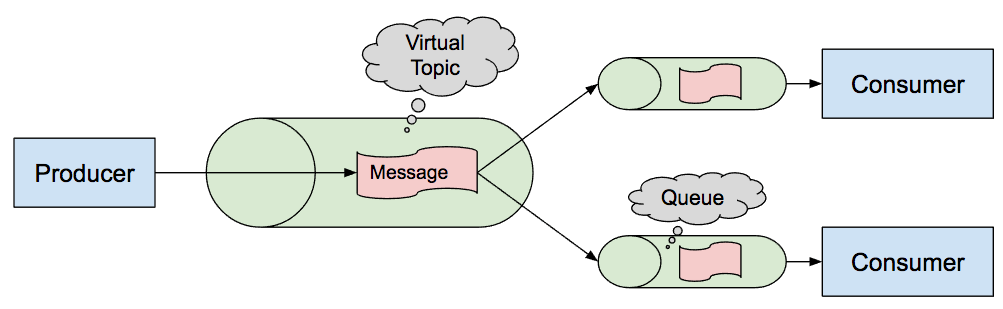 Virtual
Topic
Consumer
Producer
Message
Queue
Consumer